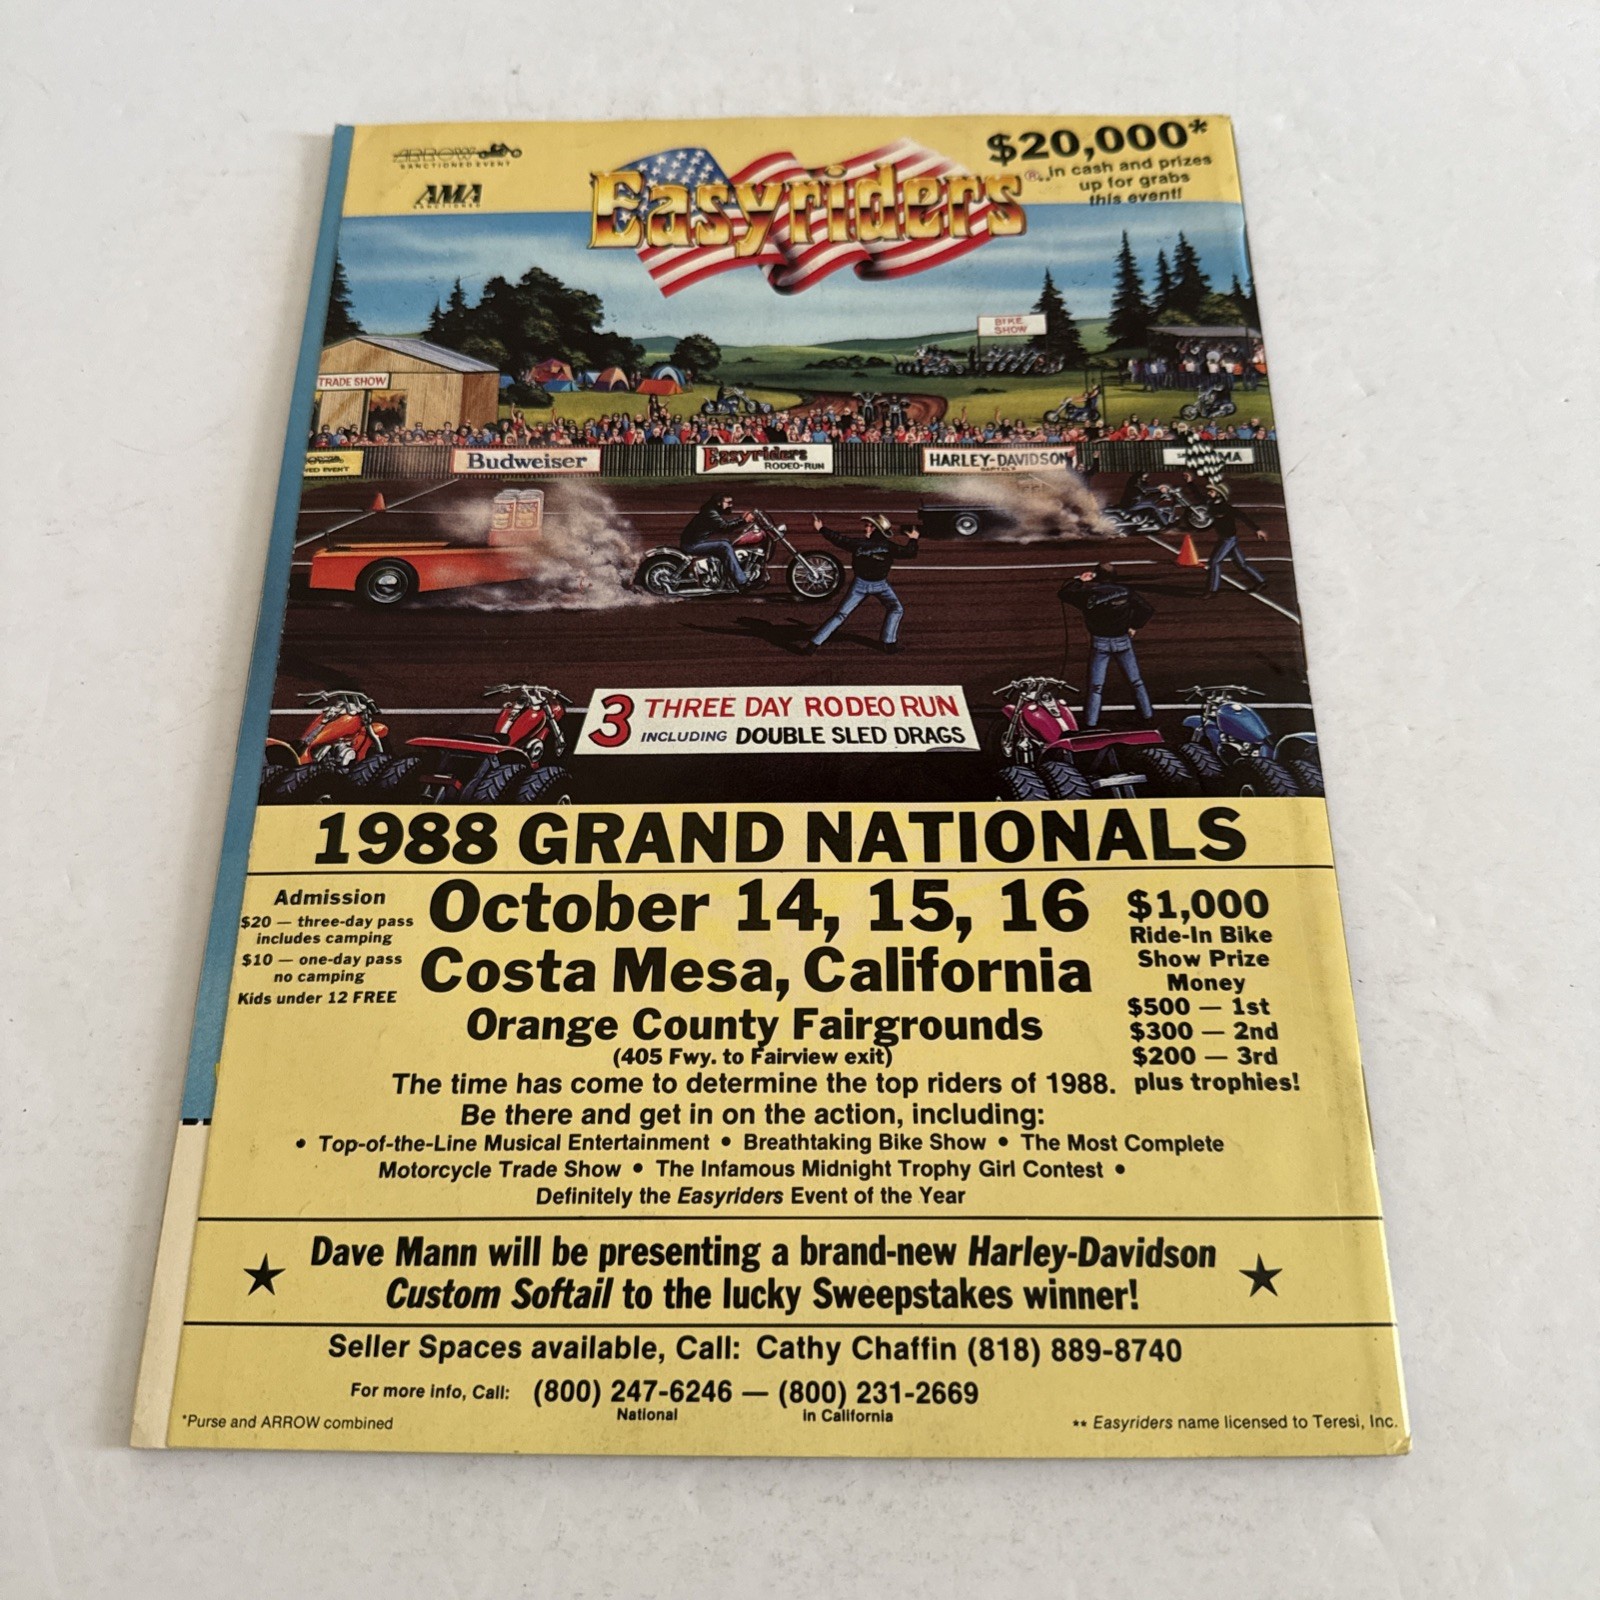 ARROW
SANCTIONED EVENT
AMA
SANCTIONED
Easyriders®
$20,000*
...in cash and prizes
up for grabs
this event!
BIKE
SHOW
TRADE SHOW
VED EVENT
Budweiser
Easyriders
RODEO-RUN
HARLEY-DAVIDSON
MA
3 THREE DAY RODEO RUN
INCLUDING DOUBLE SLED DRAGS
1988 GRAND NATIONALS
Admission
$20 — three-day pass
includes camping
$10 — one-day pass
no camping
Kids under 12 FREE
October 14, 15, 16
Costa Mesa, California
Orange County Fairgrounds
(405 Fwy. to Fairview exit)
$1,000
Ride-In Bike
Show Prize
Money
$500 — 1st
$300 — 2nd
$200 — 3rd
plus trophies!
The time has come to determine the top riders of 1988.
Be there and get in on the action, including:
• Top-of-the-Line Musical Entertainment • Breathtaking Bike Show • The Most Complete
Motorcycle Trade Show • The Infamous Midnight Trophy Girl Contest •
Definitely the Easyriders Event of the Year
★ Dave Mann will be presenting a brand-new Harley-Davidson ★
Custom Softail to the lucky Sweepstakes winner!
Seller Spaces available, Call: Cathy Chaffin (818) 889-8740
For more info, Call: (800) 247-6246 — (800) 231-2669
National In California
*Purse and ARROW combined
** Easyriders name licensed to Teresi, Inc.